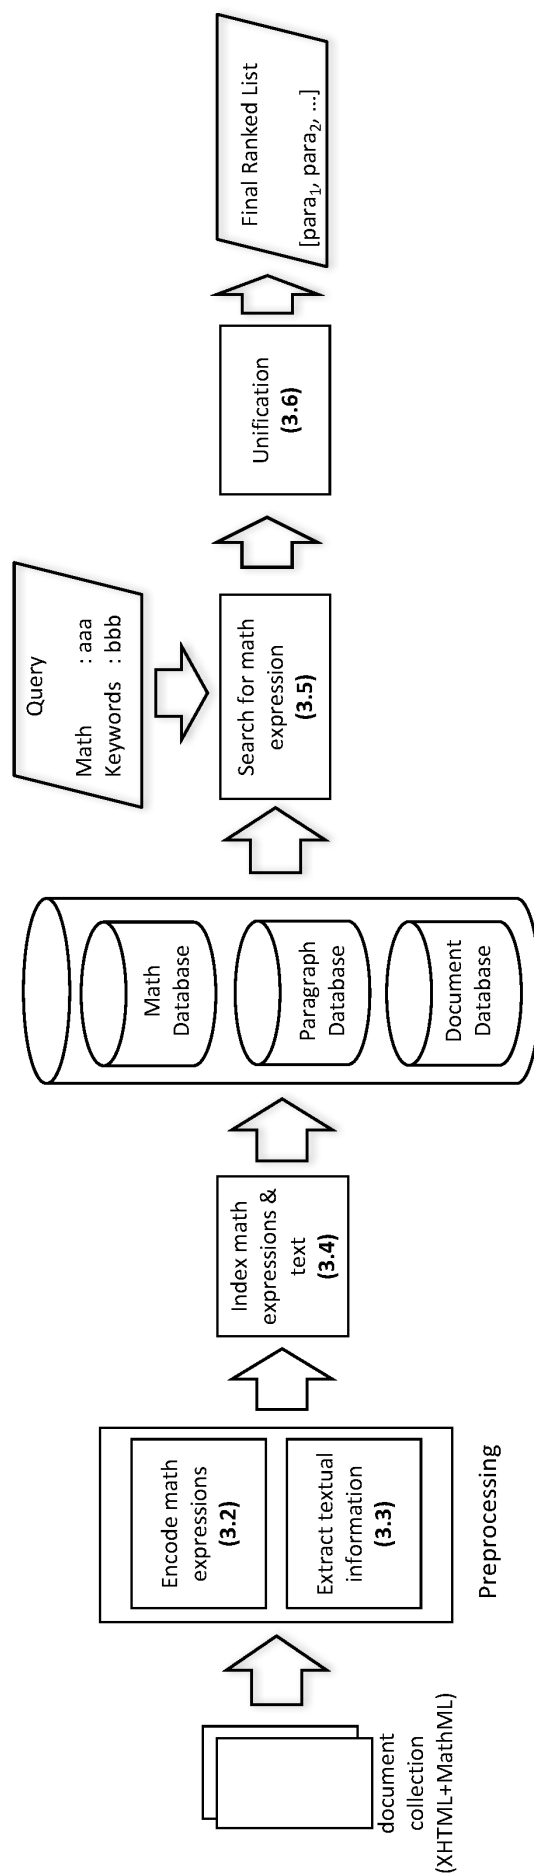 document
collection
(XHTML+MathML)
Encode math
expressions
(3.2)
Extract textual
information
(3.3)
Preprocessing
Index math
expressions &
text
(3.4)
Math
Database
Paragraph
Database
Document
Database
Query
Math : aaa
Keywords : bbb
Search for math
expression
(3.5)
Unification
(3.6)
Final Ranked List
[para₁, para₂, ...]